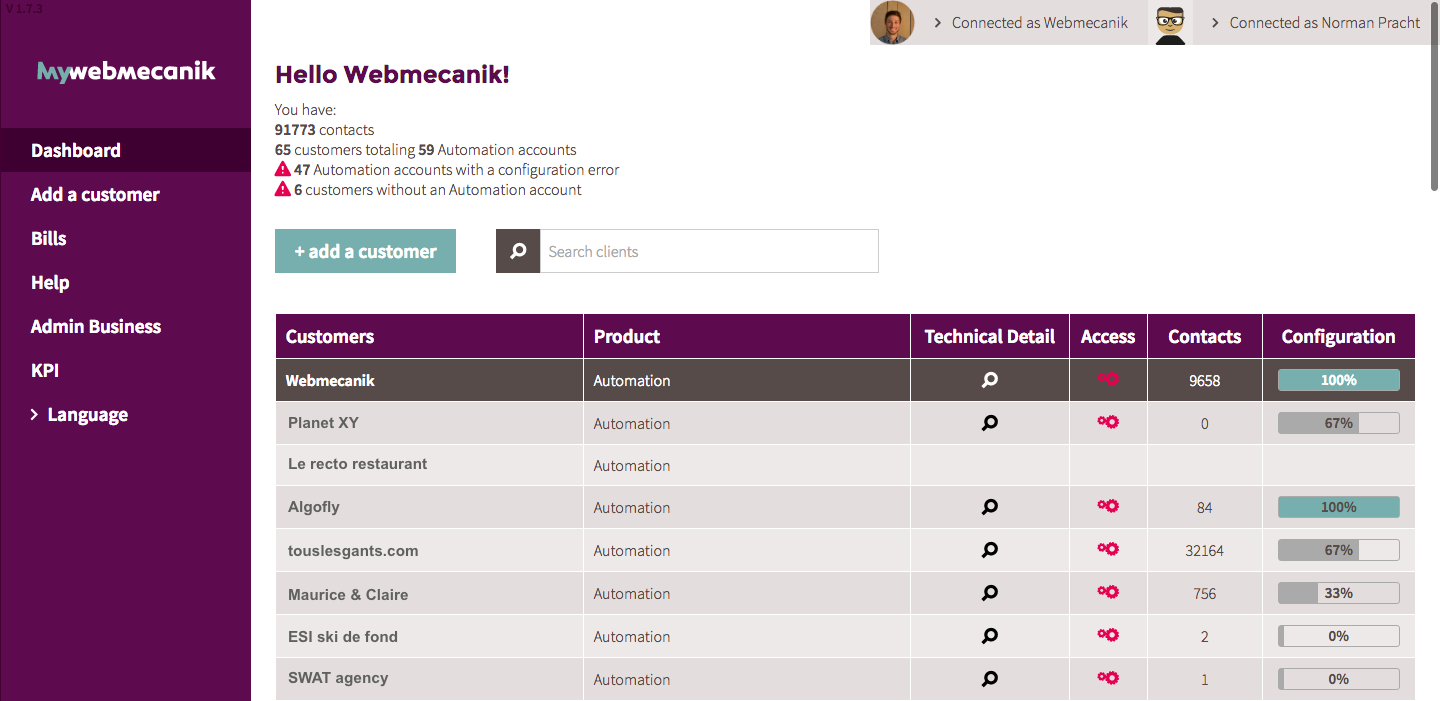 V 1.7.3
Mywebmecanik
Dashboard
Add a customer
Bills
Help
Admin Business
KPI
Language
Connected as Webmecanik
Connected as Norman Pracht
Hello Webmecanik!
You have:
91773 contacts
65 customers totaling 59 Automation accounts
47 Automation accounts with a configuration error
6 customers without an Automation account
+ add a customer
Search clients
Customers Product Technical Detail Access Contacts Configuration
Webmecanik Automation 9658 100%
Planet XY Automation 0 67%
Le recto restaurant Automation
Algofly Automation 84 100%
touslesgants.com Automation 32164 67%
Maurice & Claire Automation 756 33%
ESI ski de fond Automation 2 0%
SWAT agency Automation 1 0%